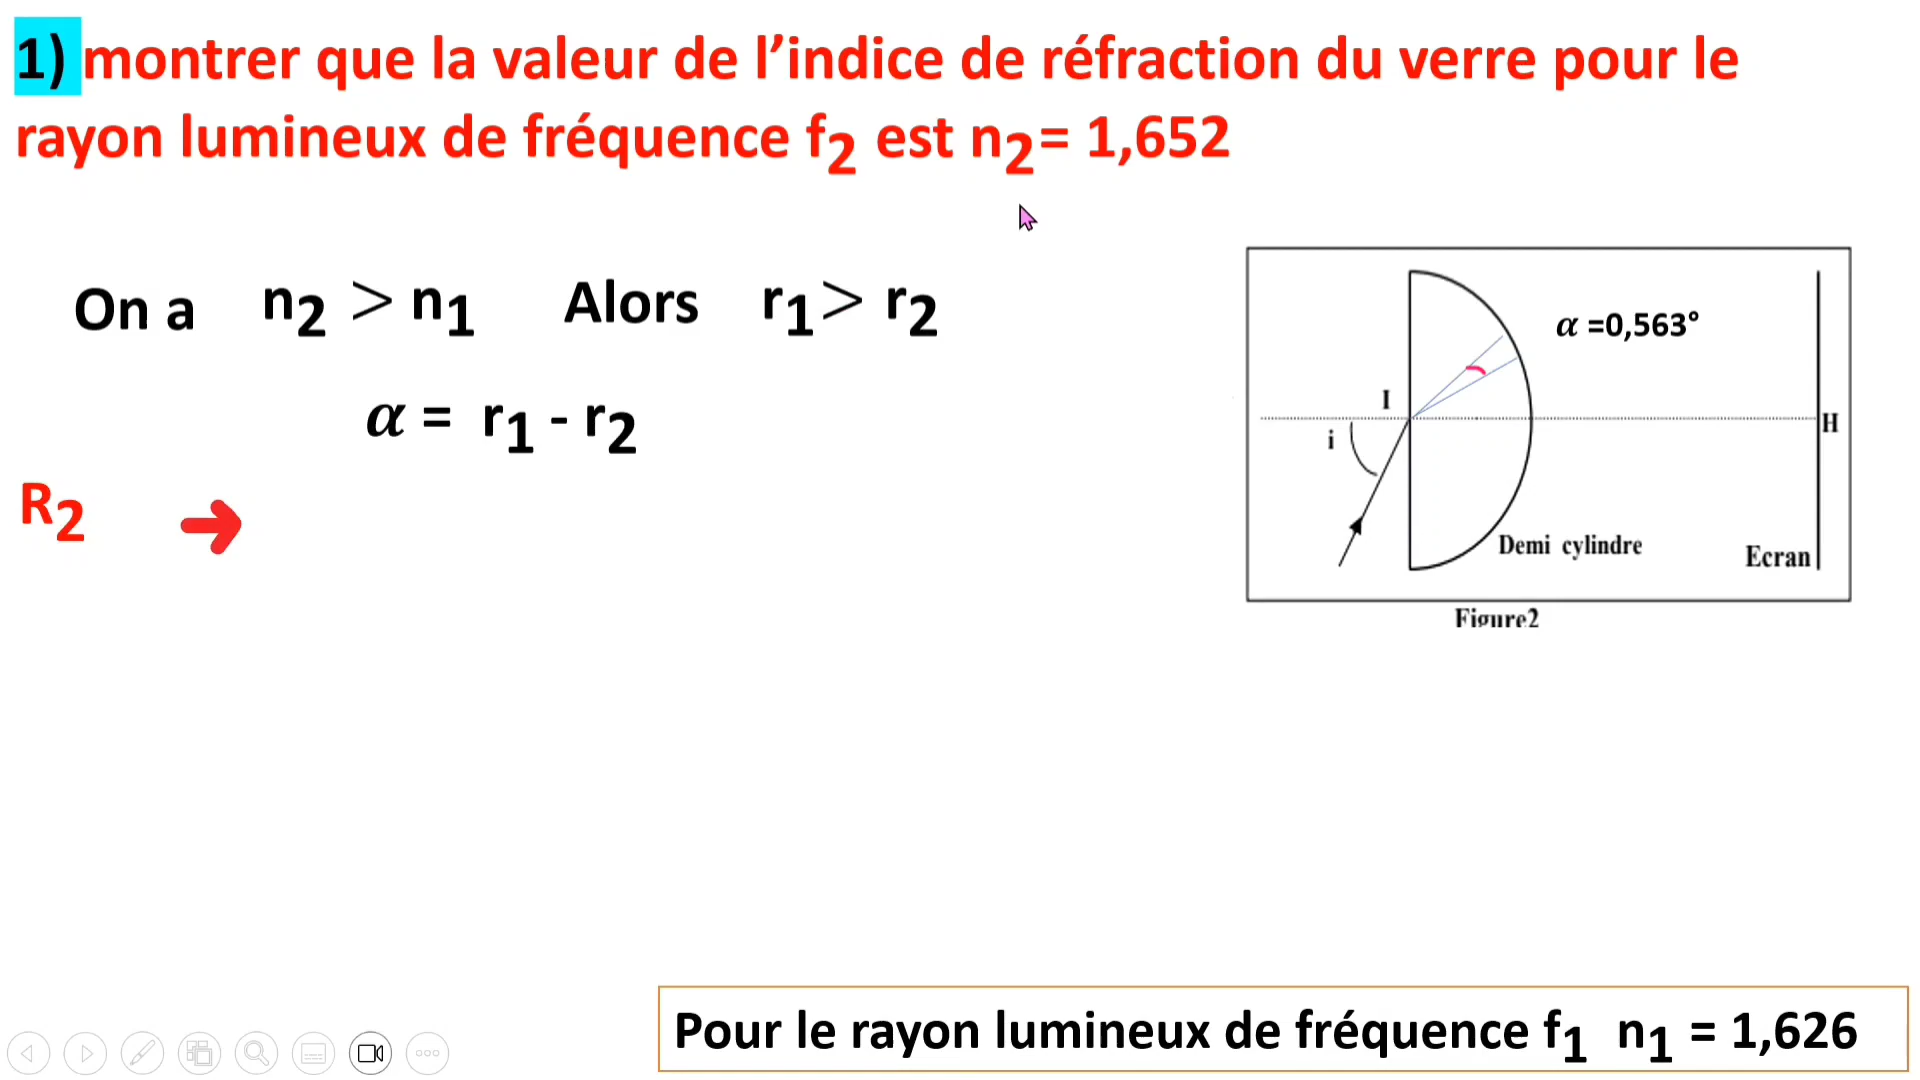 1) montrer que la valeur de l’indice de réfraction du verre pour le
rayon lumineux de fréquence f2 est n2= 1,652
On a n2 > n1 Alors r1> r2
α = r1 - r2
R2 ➜
α =0,563°
I
i
H
Demi cylindre
Ecran
Figure2
Pour le rayon lumineux de fréquence f1 n1 = 1,626